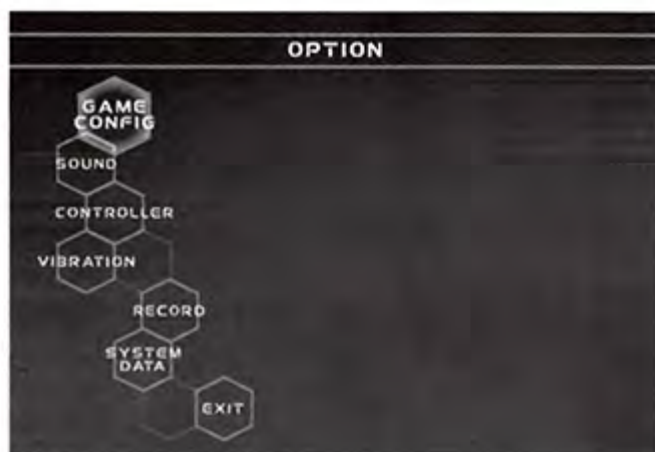 OPTION
GAME
CONFIG
SOUND
CONTROLLER
VIBRATION
RECORD
SYSTEM
DATA
EXIT